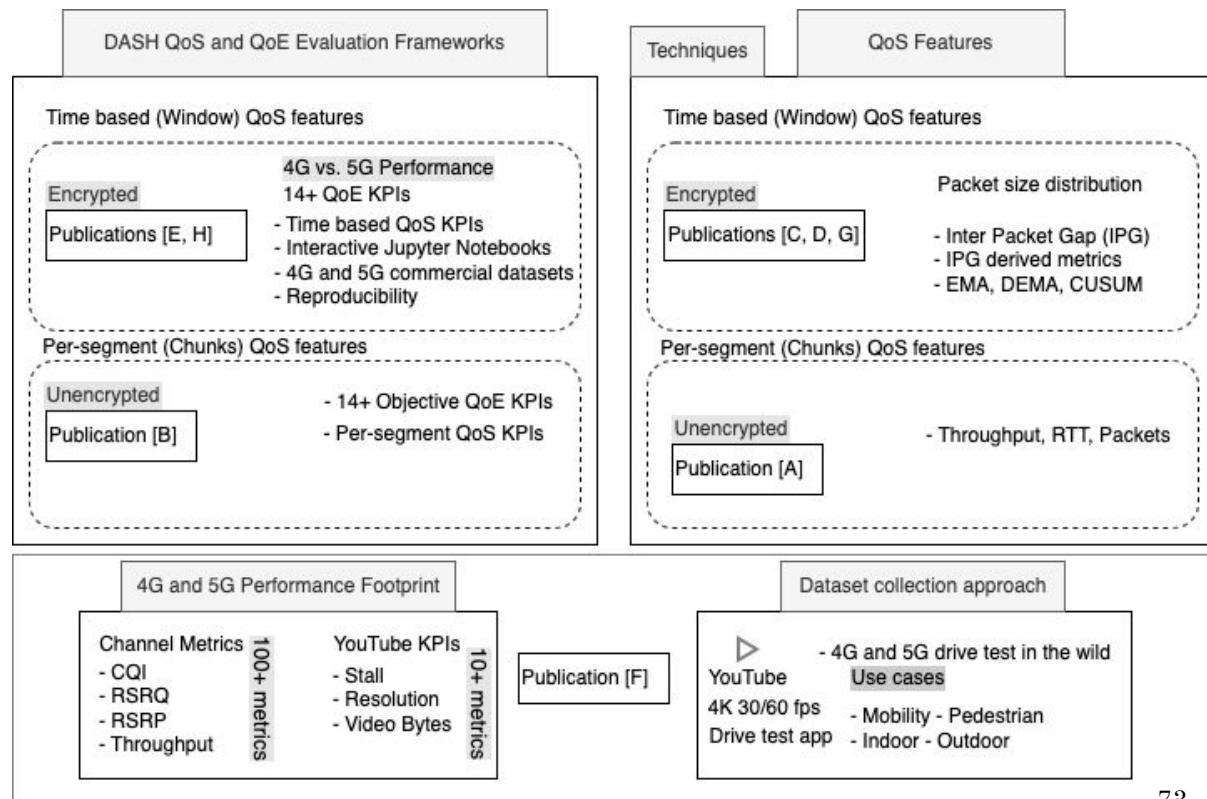 DASH QoS and QoE Evaluation Frameworks
Time based (Window) QoS features
Encrypted
Publications [E, H]
4G vs. 5G Performance
14+ QoE KPIs
- Time based QoS KPIs
- Interactive Jupyter Notebooks
- 4G and 5G commercial datasets
- Reproducibility
Per-segment (Chunks) QoS features
Unencrypted
Publication [B]
- 14+ Objective QoE KPIs
- Per-segment QoS KPIs
Techniques
QoS Features
Time based (Window) QoS features
Encrypted
Publications [C, D, G]
Packet size distribution
- Inter Packet Gap (IPG)
- IPG derived metrics
- EMA, DEMA, CUSUM
Per-segment (Chunks) QoS features
Unencrypted
Publication [A]
- Throughput, RTT, Packets
4G and 5G Performance Footprint
Channel Metrics
- CQI
- RSRQ
- RSRP
- Throughput
100+ metrics
YouTube KPIs
- Stall
- Resolution
- Video Bytes
10+ metrics
Publication [F]
Dataset collection approach
YouTube
4K 30/60 fps
Drive test app
- 4G and 5G drive test in the wild
Use cases
- Mobility - Pedestrian
- Indoor - Outdoor